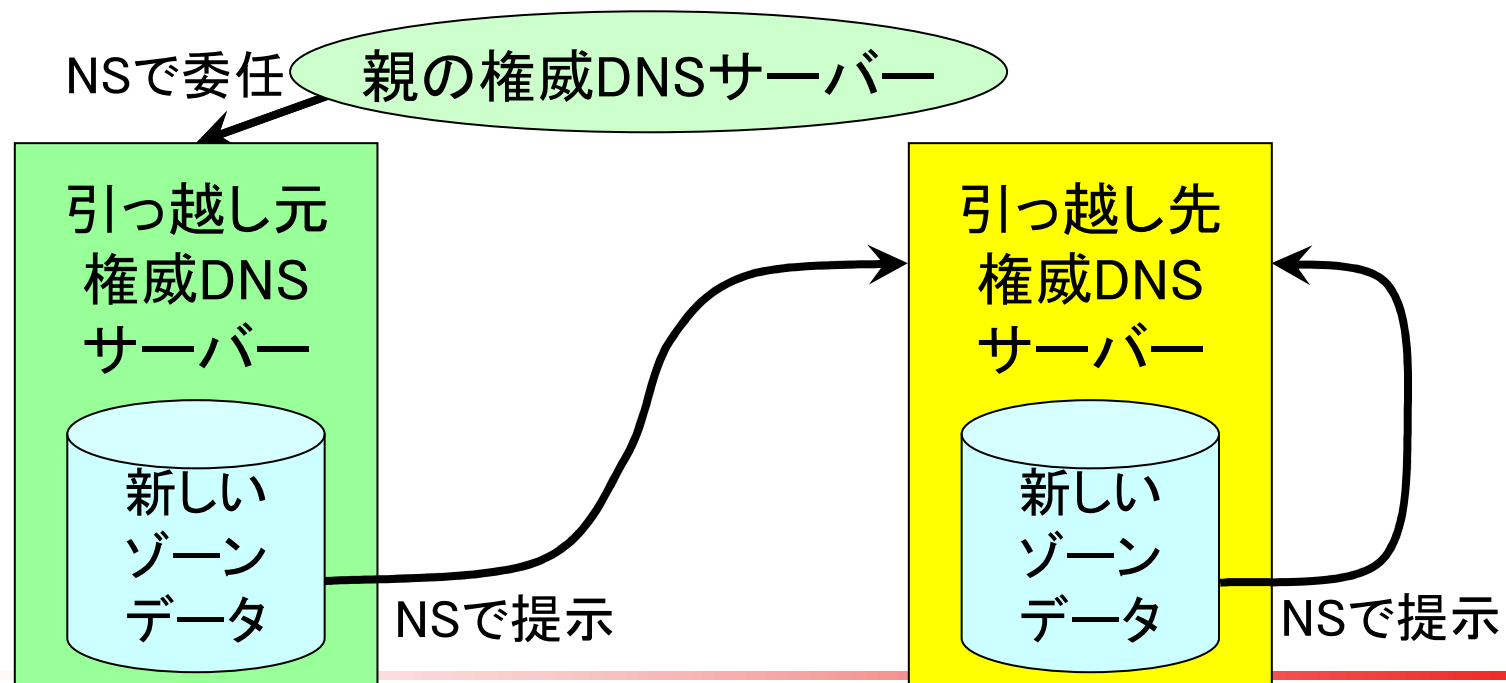 NSで委任
親の権威DNSサーバー
引っ越し元
権威DNS
サーバー
新しい
ゾーン
データ
NSで提示
引っ越し先
権威DNS
サーバー
新しい
ゾーン
データ
NSで提示